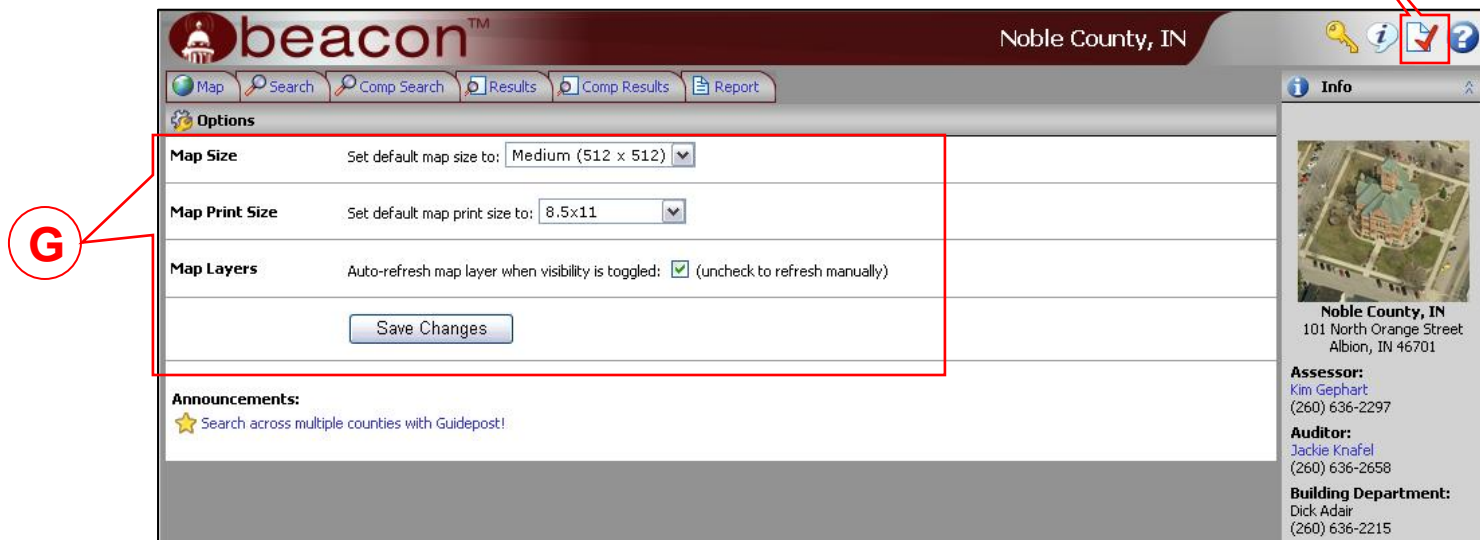 beacon™
Noble County, IN
Map Search Comp Search Results Comp Results Report
Info
Options
Map Size Set default map size to: Medium (512 x 512)
Map Print Size Set default map print size to: 8.5x11
Map Layers Auto-refresh map layer when visibility is toggled: (uncheck to refresh manually)
Save Changes
G
Announcements:
Search across multiple counties with Guidepost!
Noble County, IN
101 North Orange Street
Albion, IN 46701
Assessor:
Kim Gephart
(260) 636-2297
Auditor:
Jackie Knafel
(260) 636-2658
Building Department:
Dick Adair
(260) 636-2215